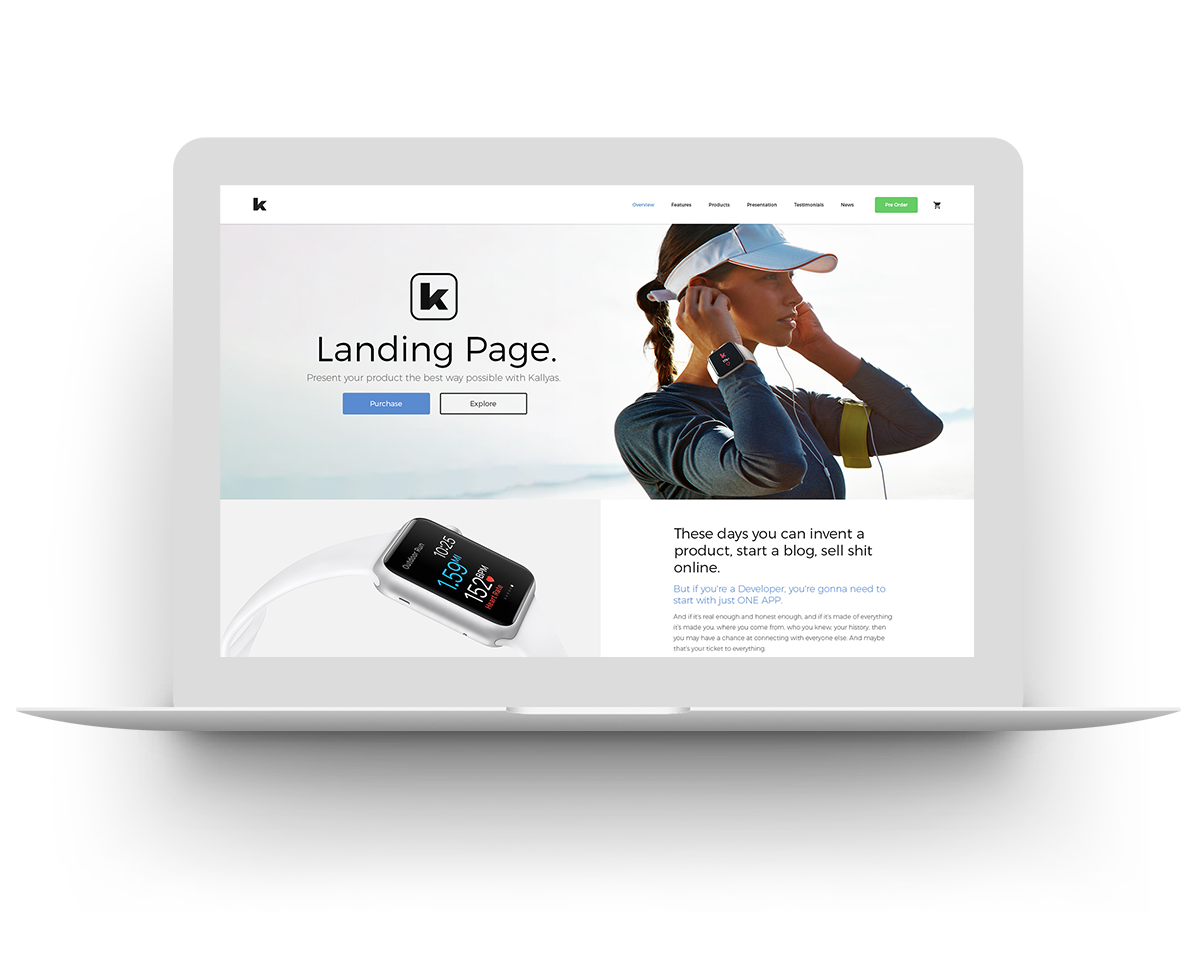 k
Overview Features Products Presentation Testimonials News Pre Order
k
Landing Page.
Present your product the best way possible with Kallyas.
Purchase Explore
Outdoor Run
10:25
1.59MI
152BPM
Heart Rate
These days you can invent a
product, start a blog, sell shit
online.
But if you're a Developer, you're gonna need to
start with just ONE APP.
And if it's real enough and honest enough, and if it's made of everything
it's made you, where you come from, who you knew, your history, then
you may have a chance at connecting with everyone else. And maybe
that's your ticket to everything.